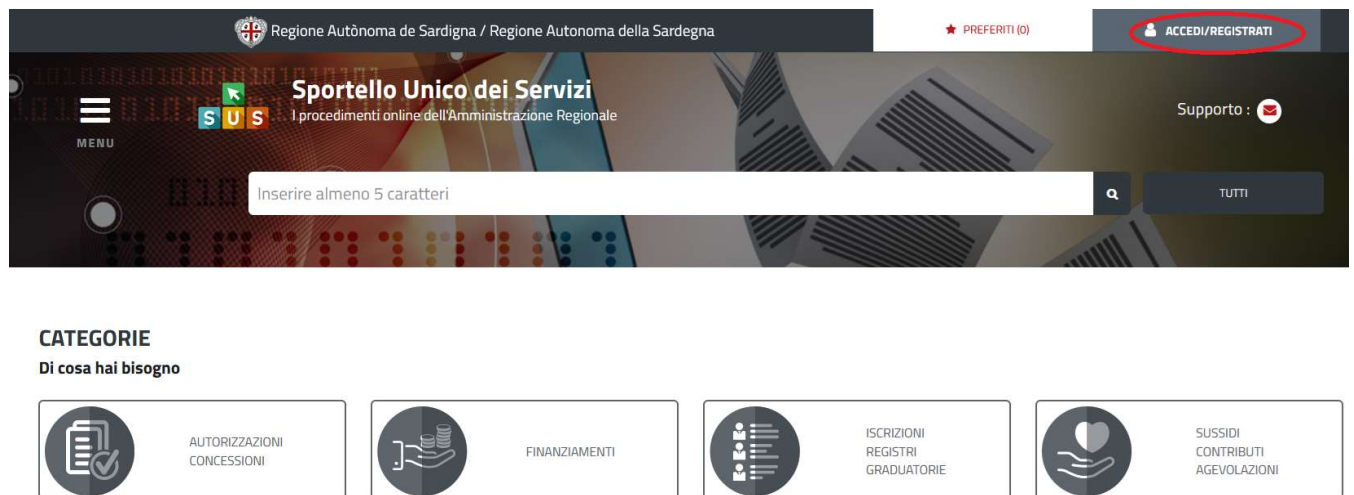 Regione Autònoma de Sardigna / Regione Autonoma della Sardegna
PREFERITI (0)
ACCEDI/REGISTRATI
MENU
SUS
Sportello Unico dei Servizi
I procedimenti online dell'Amministrazione Regionale
Supporto :
Inserire almeno 5 caratteri
TUTTI
CATEGORIE
Di cosa hai bisogno
AUTORIZZAZIONI
CONCESSIONI
FINANZIAMENTI
ISCRIZIONI
REGISTRI
GRADUATORIE
SUSSIDI
CONTRIBUTI
AGEVOLAZIONI